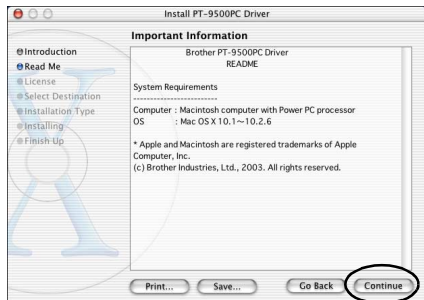 Install PT-9500PC Driver
Important Information
Introduction
Read Me
License
Select Destination
Installation Type
Installing
Finish Up
Brother PT-9500PC Driver
README
System Requirements
-------------------------
Computer : Macintosh computer with Power PC processor
OS : Mac OS X 10.1~10.2.6
* Apple and Macintosh are registered trademarks of Apple
Computer, Inc.
(c) Brother Industries, Ltd., 2003. All rights reserved.
Print...
Save...
Go Back
Continue